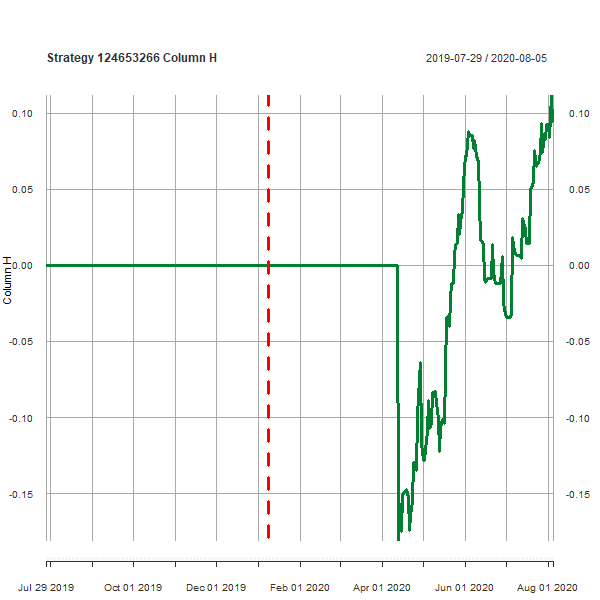 Strategy 124653266 Column H
2019-07-29 / 2020-08-05
0.10
0.05
0.00
-0.05
-0.10
-0.15
Column H
0.10
0.05
0.00
-0.05
-0.10
-0.15
Jul 29 2019
Oct 01 2019
Dec 01 2019
Feb 01 2020
Apr 01 2020
Jun 01 2020
Aug 01 2020